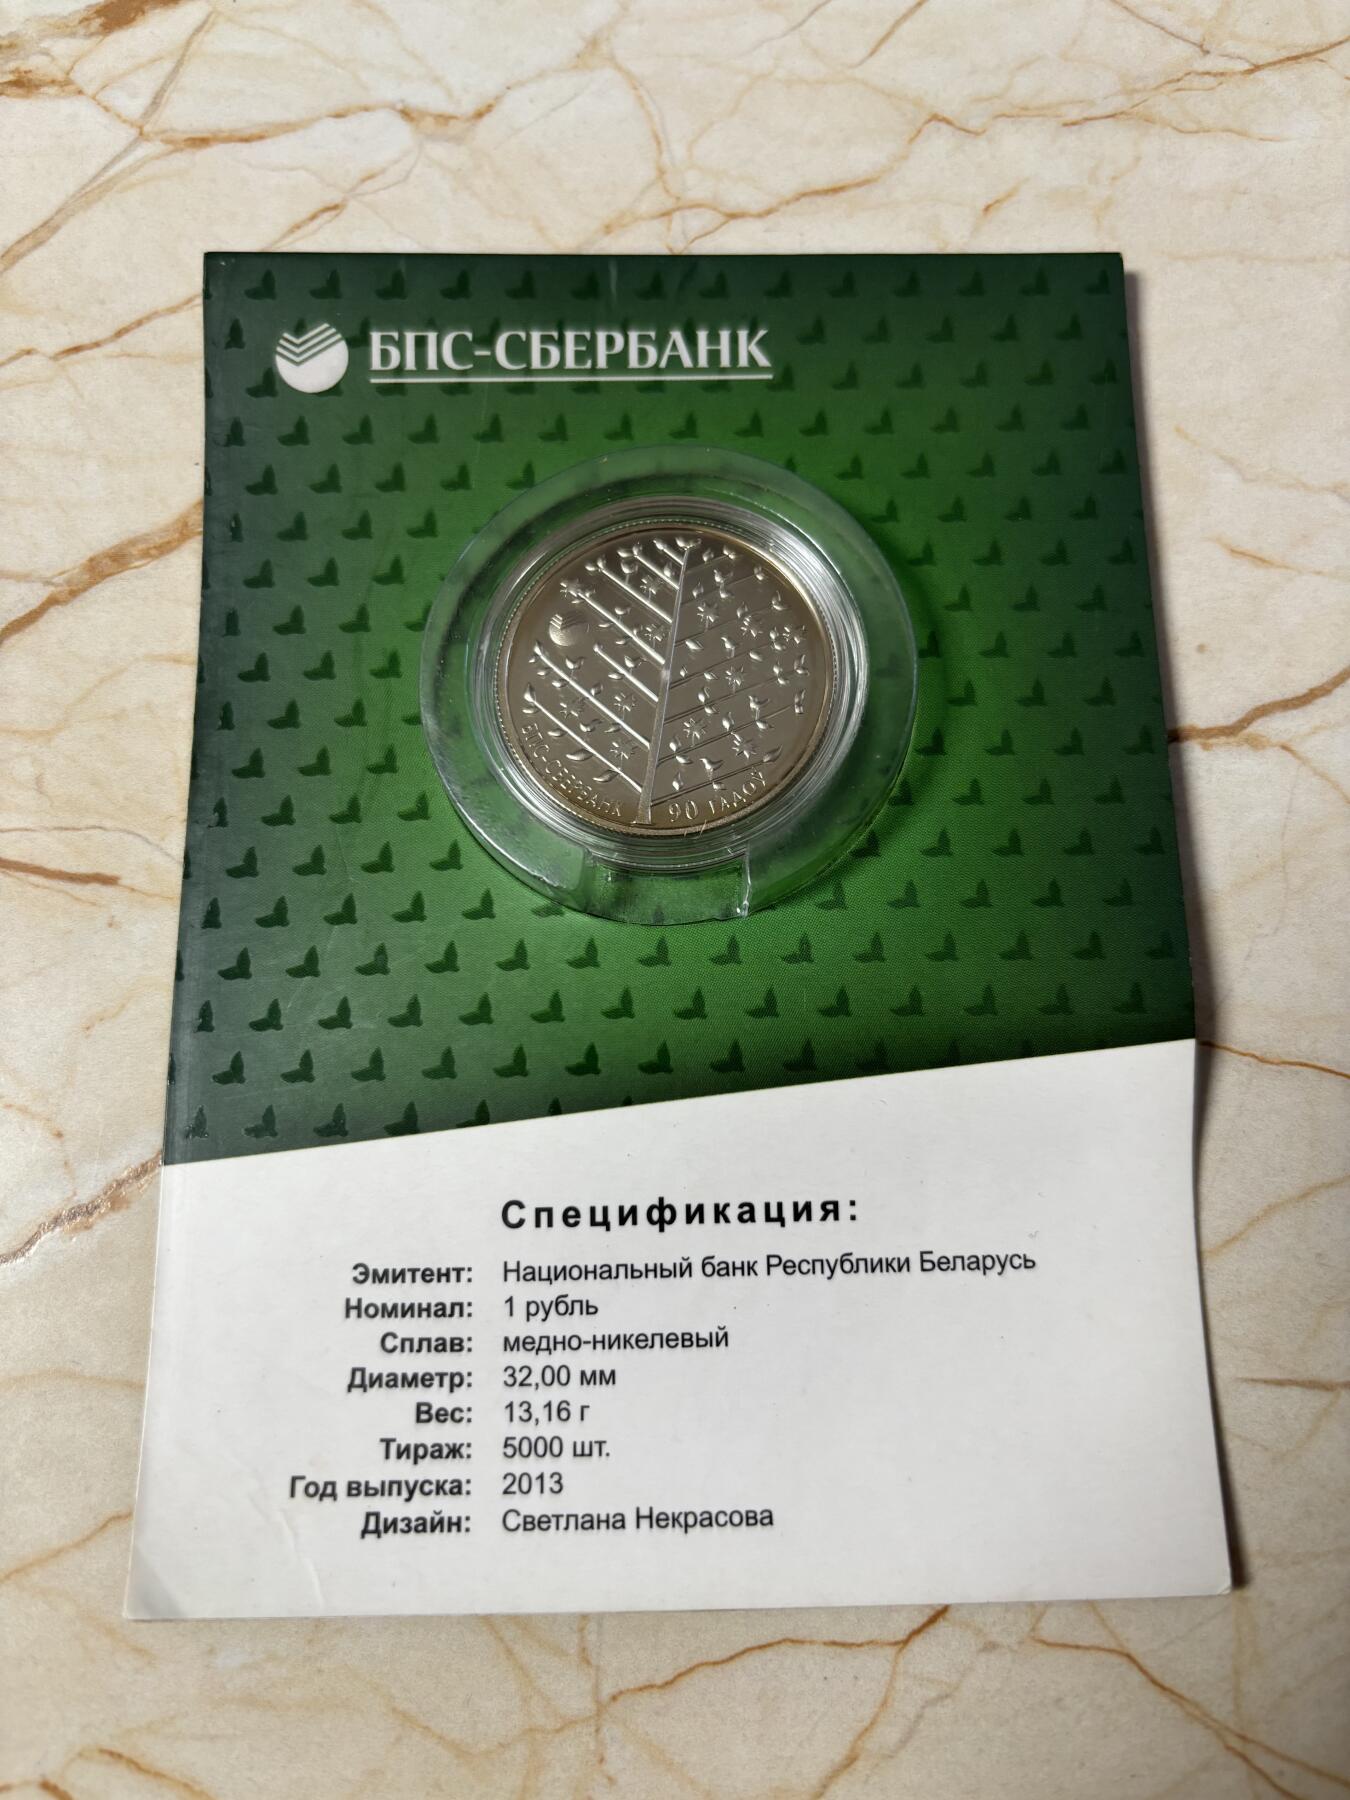 БПС-СБЕРБАНК
БПС-СБЕРБАНК 90 ГАДОЎ
Спецификация:
Эмитент: Национальный банк Республики Беларусь
Номинал: 1 рубль
Сплав: медно-никелевый
Диаметр: 32,00 мм
Вес: 13,16 г
Тираж: 5000 шт.
Год выпуска: 2013
Дизайн: Светлана Некрасова